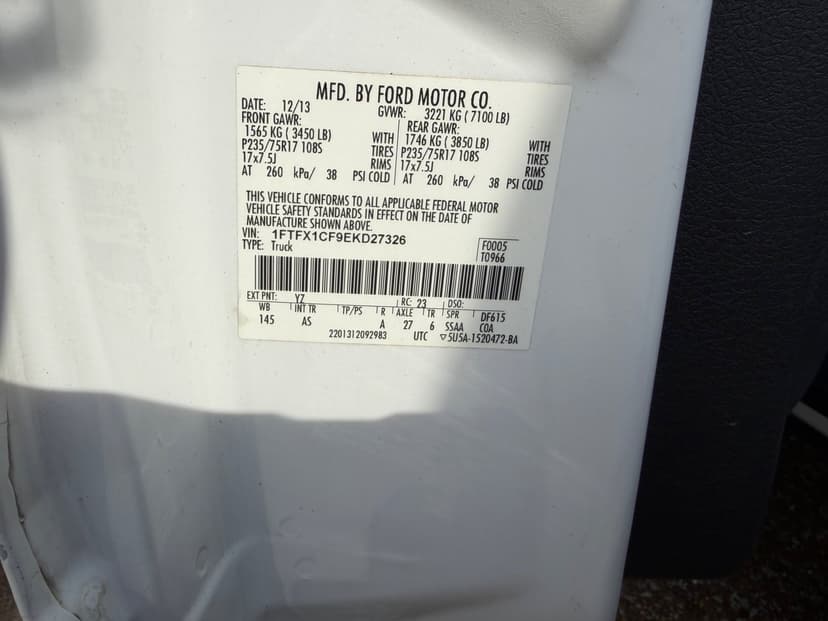 MFD. BY FORD MOTOR CO.
DATE: 12/13 GVWR: 3221 KG ( 7100 LB)
FRONT GAWR: REAR GAWR:
1565 KG ( 3450 LB) WITH 1746 KG ( 3850 LB) WITH
P235/75R17 108S TIRES P235/75R17 108S TIRES
17x7.5J RIMS 17x7.5J RIMS
AT 260 kPa/ 38 PSI COLD AT 260 kPa/ 38 PSI COLD
THIS VEHICLE CONFORMS TO ALL APPLICABLE FEDERAL MOTOR
VEHICLE SAFETY STANDARDS IN EFFECT ON THE DATE OF
MANUFACTURE SHOWN ABOVE.
VIN: 1FTFX1CF9EKD27326 F0005
TYPE: Truck T0966
EXT PNT: YZ RC: 23 DSO:
WB INT TR TP/PS R AXLE TR SPR DF615
145 AS A 27 6 SSAA COA
2201312092983 UTC ▽5U5A-1520472-BA